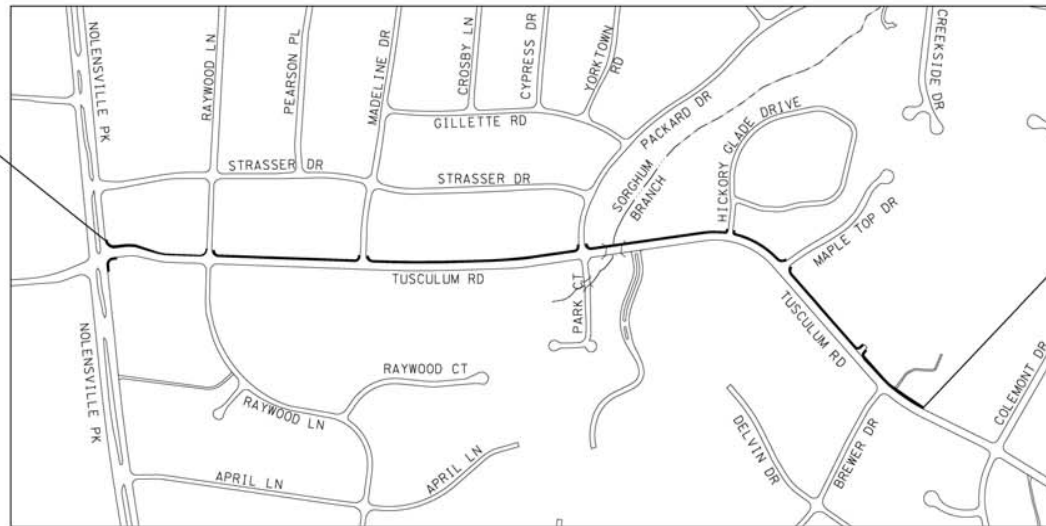 NOLENSVILLE PK
RAYWOOD LN
PEARSON PL
MADELINE DR
CROSBY LN
CYPRESS DR
YORKTOWN
RD
CREEKSIDE DR
GILLETTE RD
PACKARD DR
HICKORY GLADE DRIVE
STRASSER DR
STRASSER DR
SORGHUM
BRANCH
MAPLE TOP DR
TUSCULUM RD
PARK CT
TUSCULUM RD
NOLENSVILLE PK
RAYWOOD CT
COLEMONT DR
RAYWOOD LN
DELVIN DR
BREWER DR
APRIL LN
APRIL LN